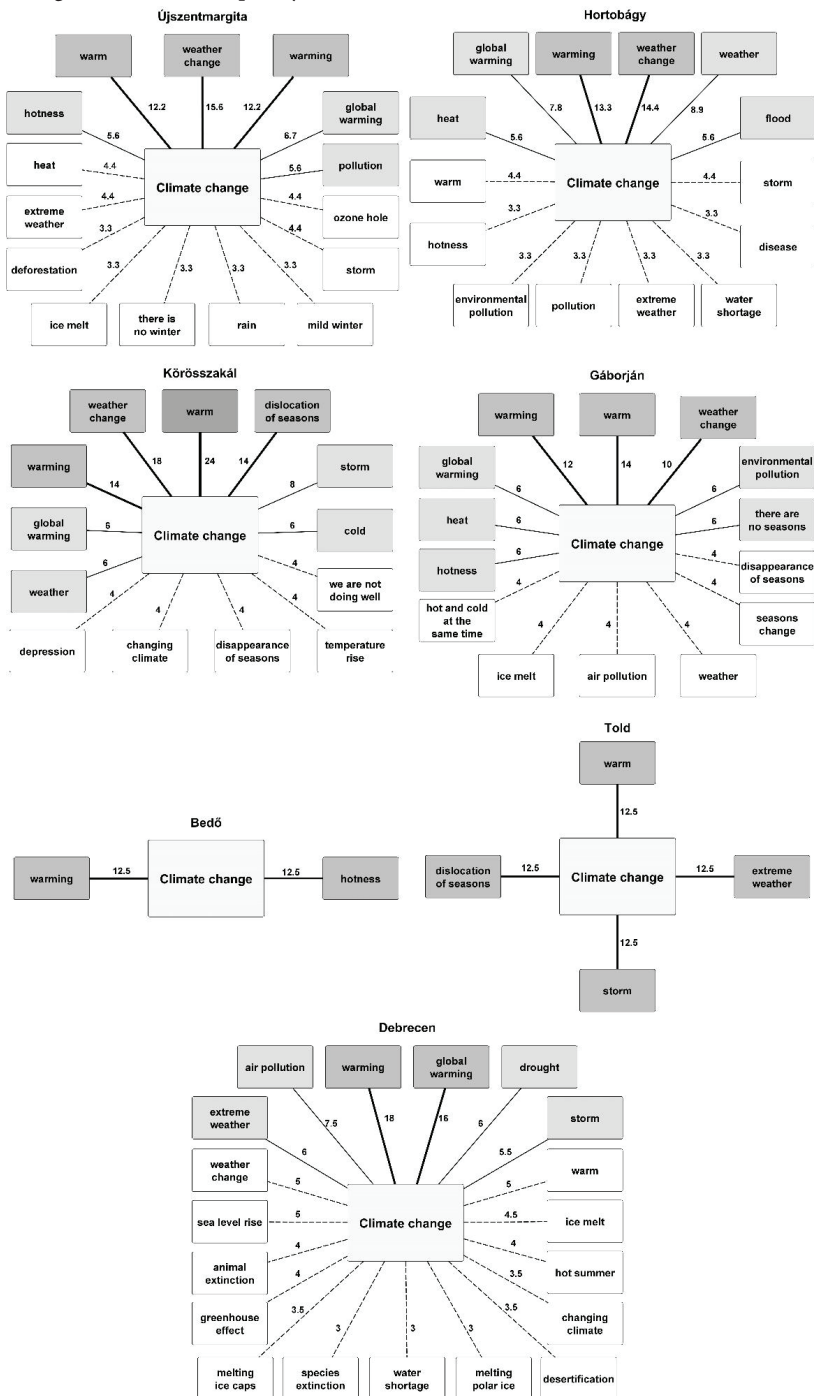 Újszentmargita
warm
weather
change
warming
12.2
15.6
12.2
hotness
global
warming
5.6
6.7
heat
4.4
5.6
pollution
Climate change
extreme
weather
4.4
4.4
ozone hole
deforestation
3.3
4.4
storm
3.3
3.3
3.3
3.3
ice melt
there is
no winter
rain
mild winter
Hortobágy
global
warming
warming
weather
change
weather
7.8
13.3
14.4
8.9
heat
5.6
5.6
flood
warm
4.4
Climate change
4.4
storm
hotness
3.3
3.3
disease
3.3
3.3
3.3
3.3
environmental
pollution
pollution
extreme
weather
water
shortage
Körösszakál
weather
change
warm
dislocation
of seasons
warming
14
18
24
14
storm
8
global
warming
6
Climate change
6
cold
weather
6
4
we are not
doing well
4
4
4
4
depression
changing
climate
disappearance
of seasons
temperature
rise
Gáborján
warming
warm
weather
change
12
14
10
global
warming
6
6
environmental
pollution
heat
6
6
there are
no seasons
Climate change
hotness
6
4
disappearance
of seasons
hot and cold
at the
same time
4
4
seasons
change
4
4
4
ice melt
air pollution
weather
Bedő
warming
12.5
Climate change
12.5
hotness
Told
warm
12.5
dislocation
of seasons
12.5
Climate change
12.5
extreme
weather
12.5
storm
Debrecen
air pollution
warming
global
warming
drought
7.5
18
16
6
extreme
weather
6
5.5
storm
weather
change
5
5
warm
sea level rise
5
Climate change
4.5
ice melt
animal
extinction
4
4
hot summer
greenhouse
effect
4
3.5
changing
climate
3.5
3
3
3
3.5
melting
ice caps
species
extinction
water
shortage
melting
polar ice
desertification